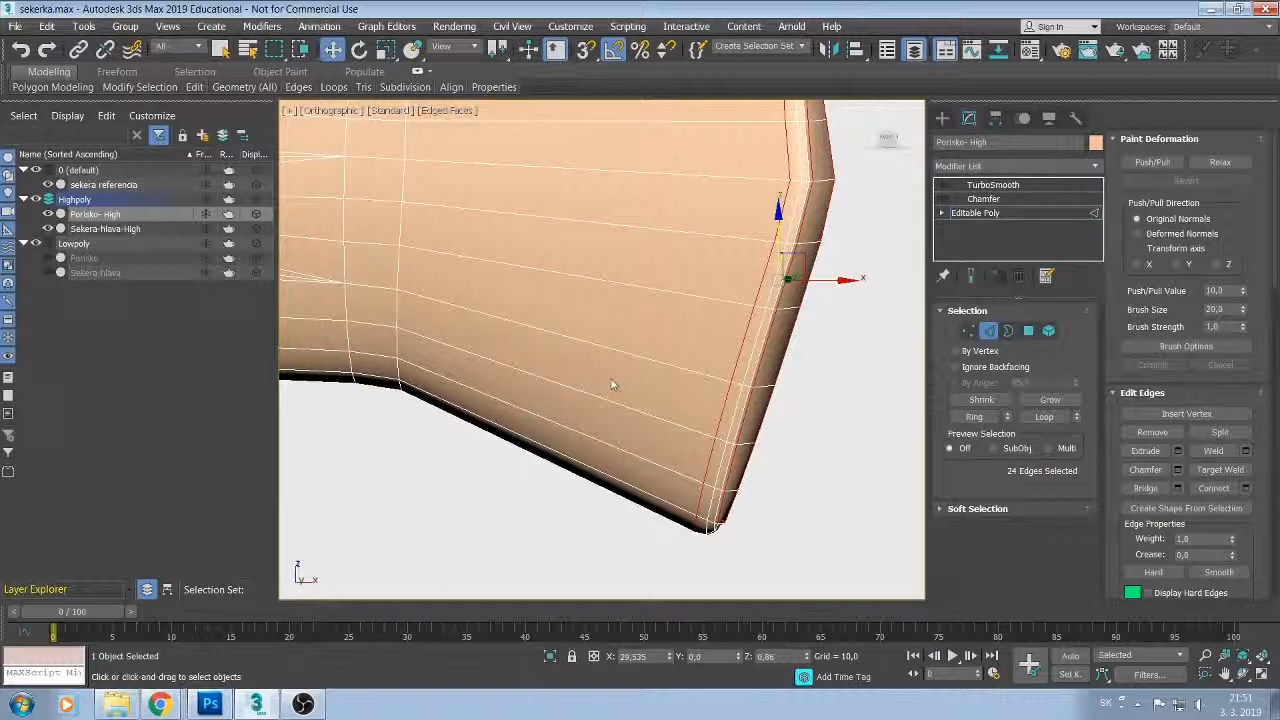 sekerka.max - Autodesk 3ds Max 2019 Educational - Not for Commercial Use
File Edit Tools Group Views Create Modifiers Animation Graph Editors Rendering Civil View Customize Scripting Interactive Content Arnold Help Sign In Workspaces: Default
All View Create Selection Set
Modeling Freeform Selection Object Paint Populate
Polygon Modeling Modify Selection Edit Geometry (All) Edges Loops Tris Subdivision Align Properties
Select Display Edit Customize
Name (Sorted Ascending) Fr... R... Displ...
0 (default)
sekera referencia
Highpoly
Porisko- High
Sekera-hlava-High
Lowpoly
Porisko
Sekera-hlava
Layer Explorer Selection Set:
[+] [Orthographic] [Standard] [Edged Faces]
z
x
z
y x
Porisko- High
Modifier List
TurboSmooth
Chamfer
Editable Poly
Selection
By Vertex
Ignore Backfacing
By Angle: 45,0
Shrink Grow
Ring Loop
Preview Selection
Off SubObj Multi
24 Edges Selected
Soft Selection
Paint Deformation
Push/Pull Relax
Revert
Push/Pull Direction
Original Normals
Deformed Normals
Transform axis
X Y Z
Push/Pull Value 10,0
Brush Size 20,0
Brush Strength 1,0
Brush Options
Commit Cancel
Edit Edges
Insert Vertex
Remove Split
Extrude Weld
Chamfer Target Weld
Bridge Connect
Create Shape From Selection
Edge Properties
Weight: 1,0
Crease: 0,0
Hard Smooth
Display Hard Edges
0 / 100
0 5 10 15 20 25 30 35 40 45 50 55 60 65 70 75 80 85 90 95 100
1 Object Selected X: 29,535 Y: 0,0 Z: 0,86 Grid = 10,0 Auto Selected
MAXScript Mi Click or click-and-drag to select objects Add Time Tag 0 Set K. Filters...
SK 21:51
3. 3. 2019